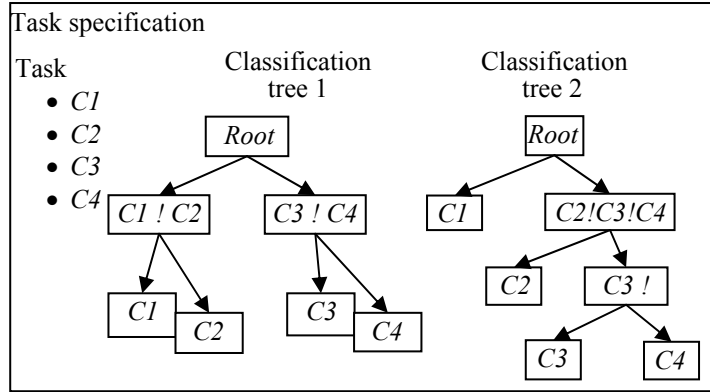 Task specification
Task
• C1
• C2
• C3
• C4
Classification
tree 1
Root
C1 ! C2
C3 ! C4
C1
C2
C3
C4
Classification
tree 2
Root
C1
C2!C3!C4
C2
C3 !
C3
C4